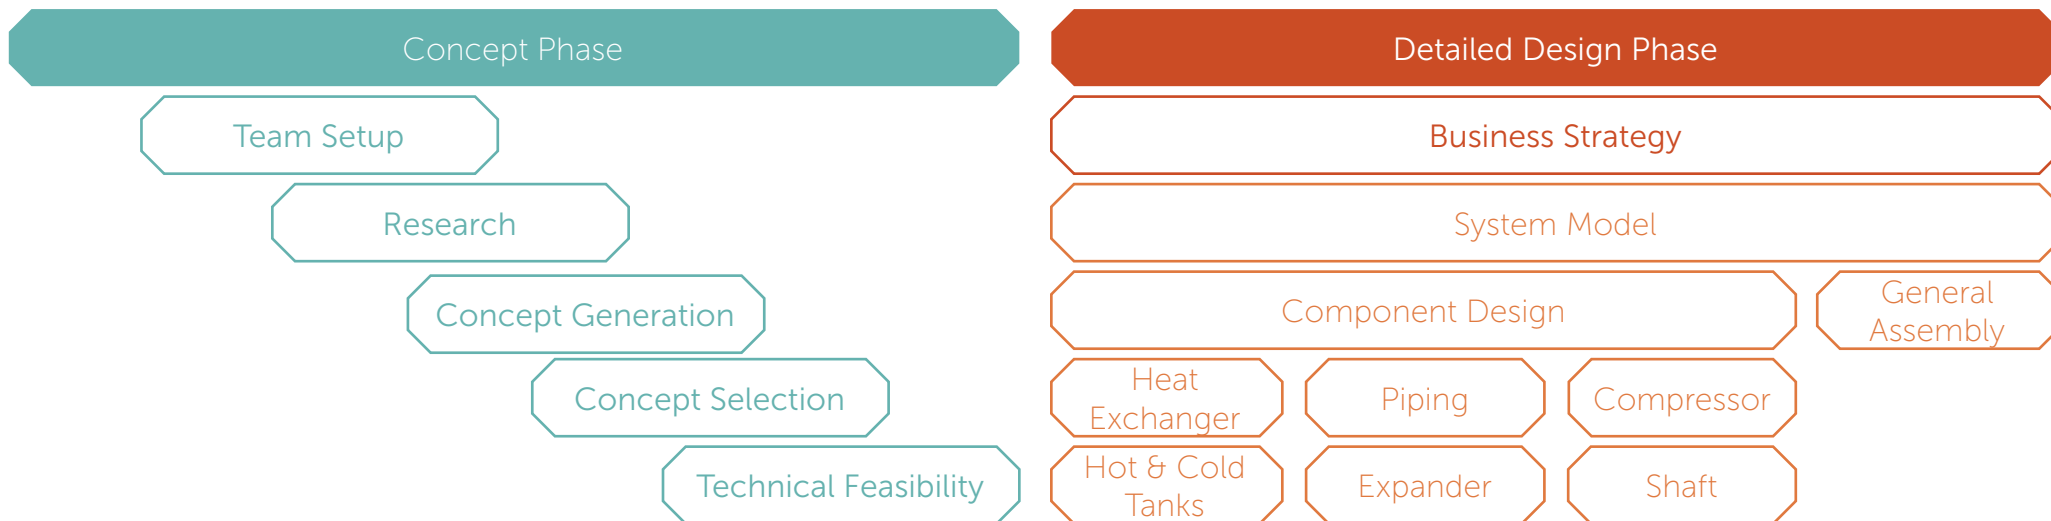 Concept Phase
Team Setup
Research
Concept Generation
Concept Selection
Technical Feasibility
Detailed Design Phase
Business Strategy
System Model
Component Design
General
Assembly
Heat
Exchanger
Piping
Compressor
Hot & Cold
Tanks
Expander
Shaft